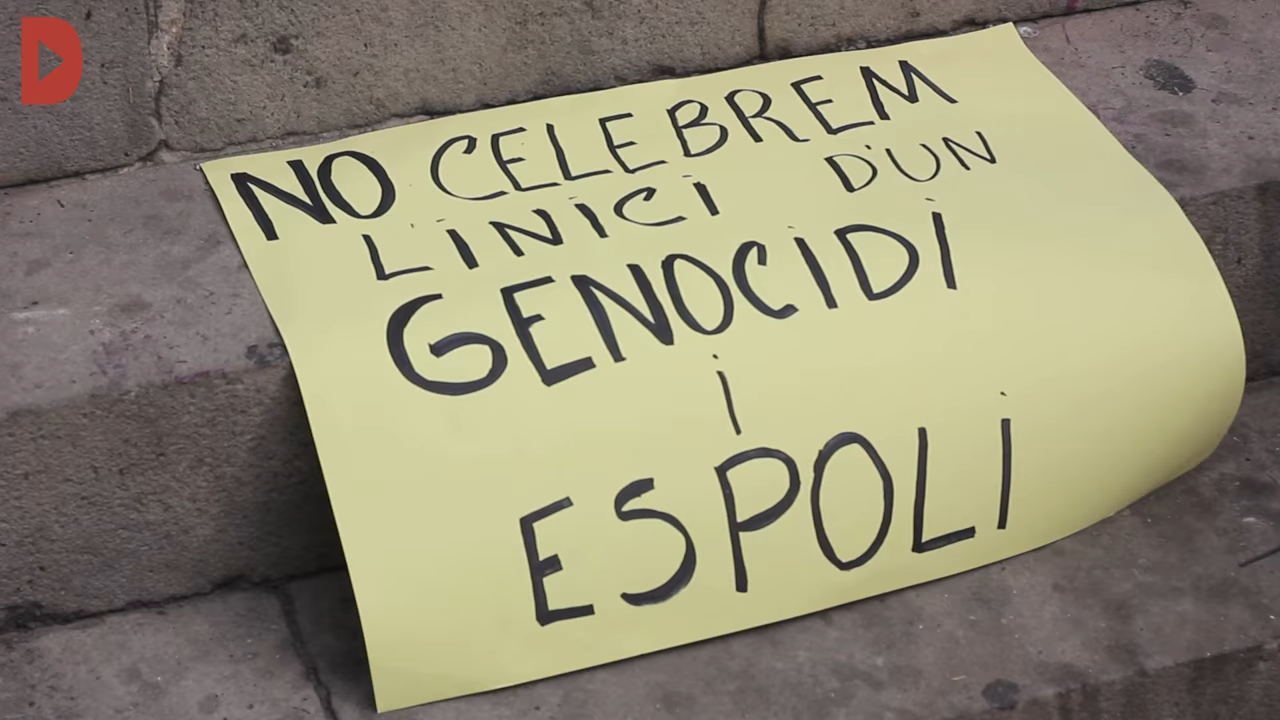 D
NO CELEBREM
L'INICI D'UN
GENOCIDI
i
ESPOLI